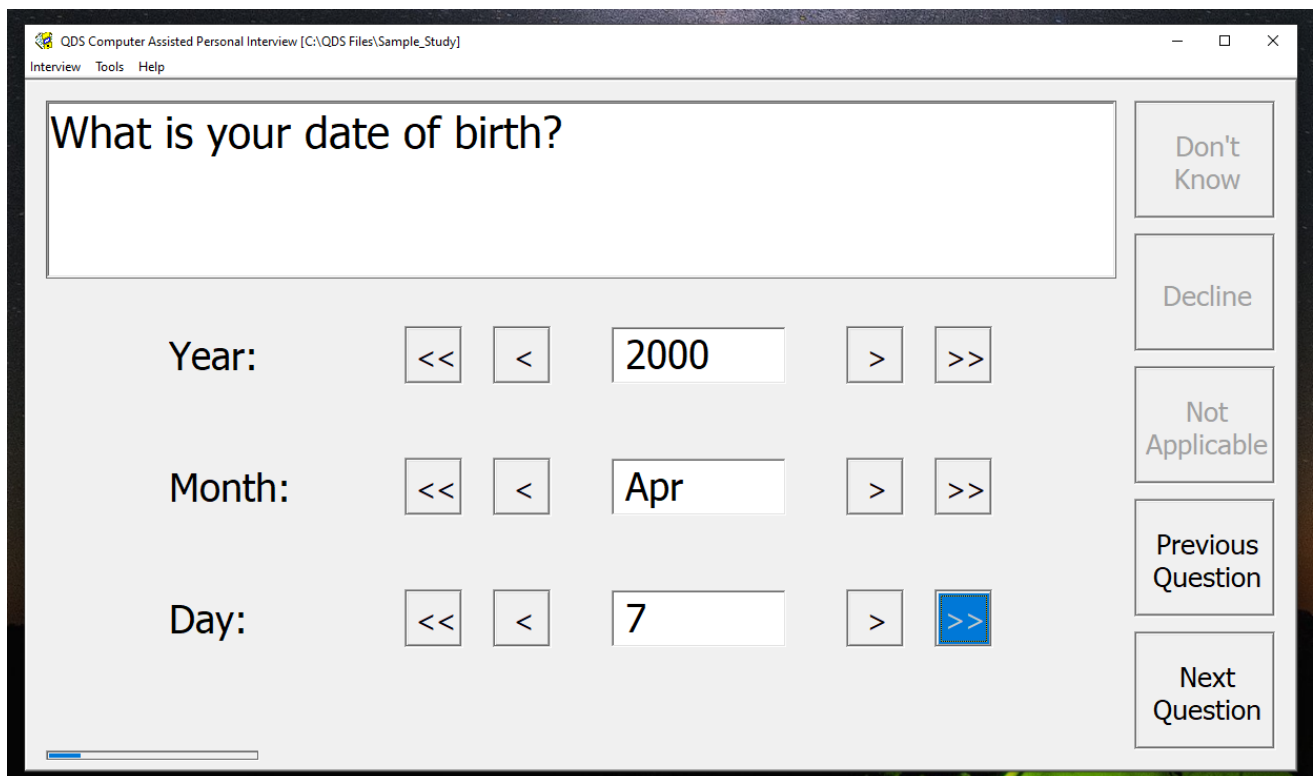 QDS Computer Assisted Personal Interview [C:\QDS Files\Sample_Study]
Interview Tools Help
What is your date of birth?
Don't
Know
Decline
Year: << < 2000 > >>
Not
Applicable
Month: << < Apr > >>
Previous
Question
Day: << < 7 > >>
Next
Question